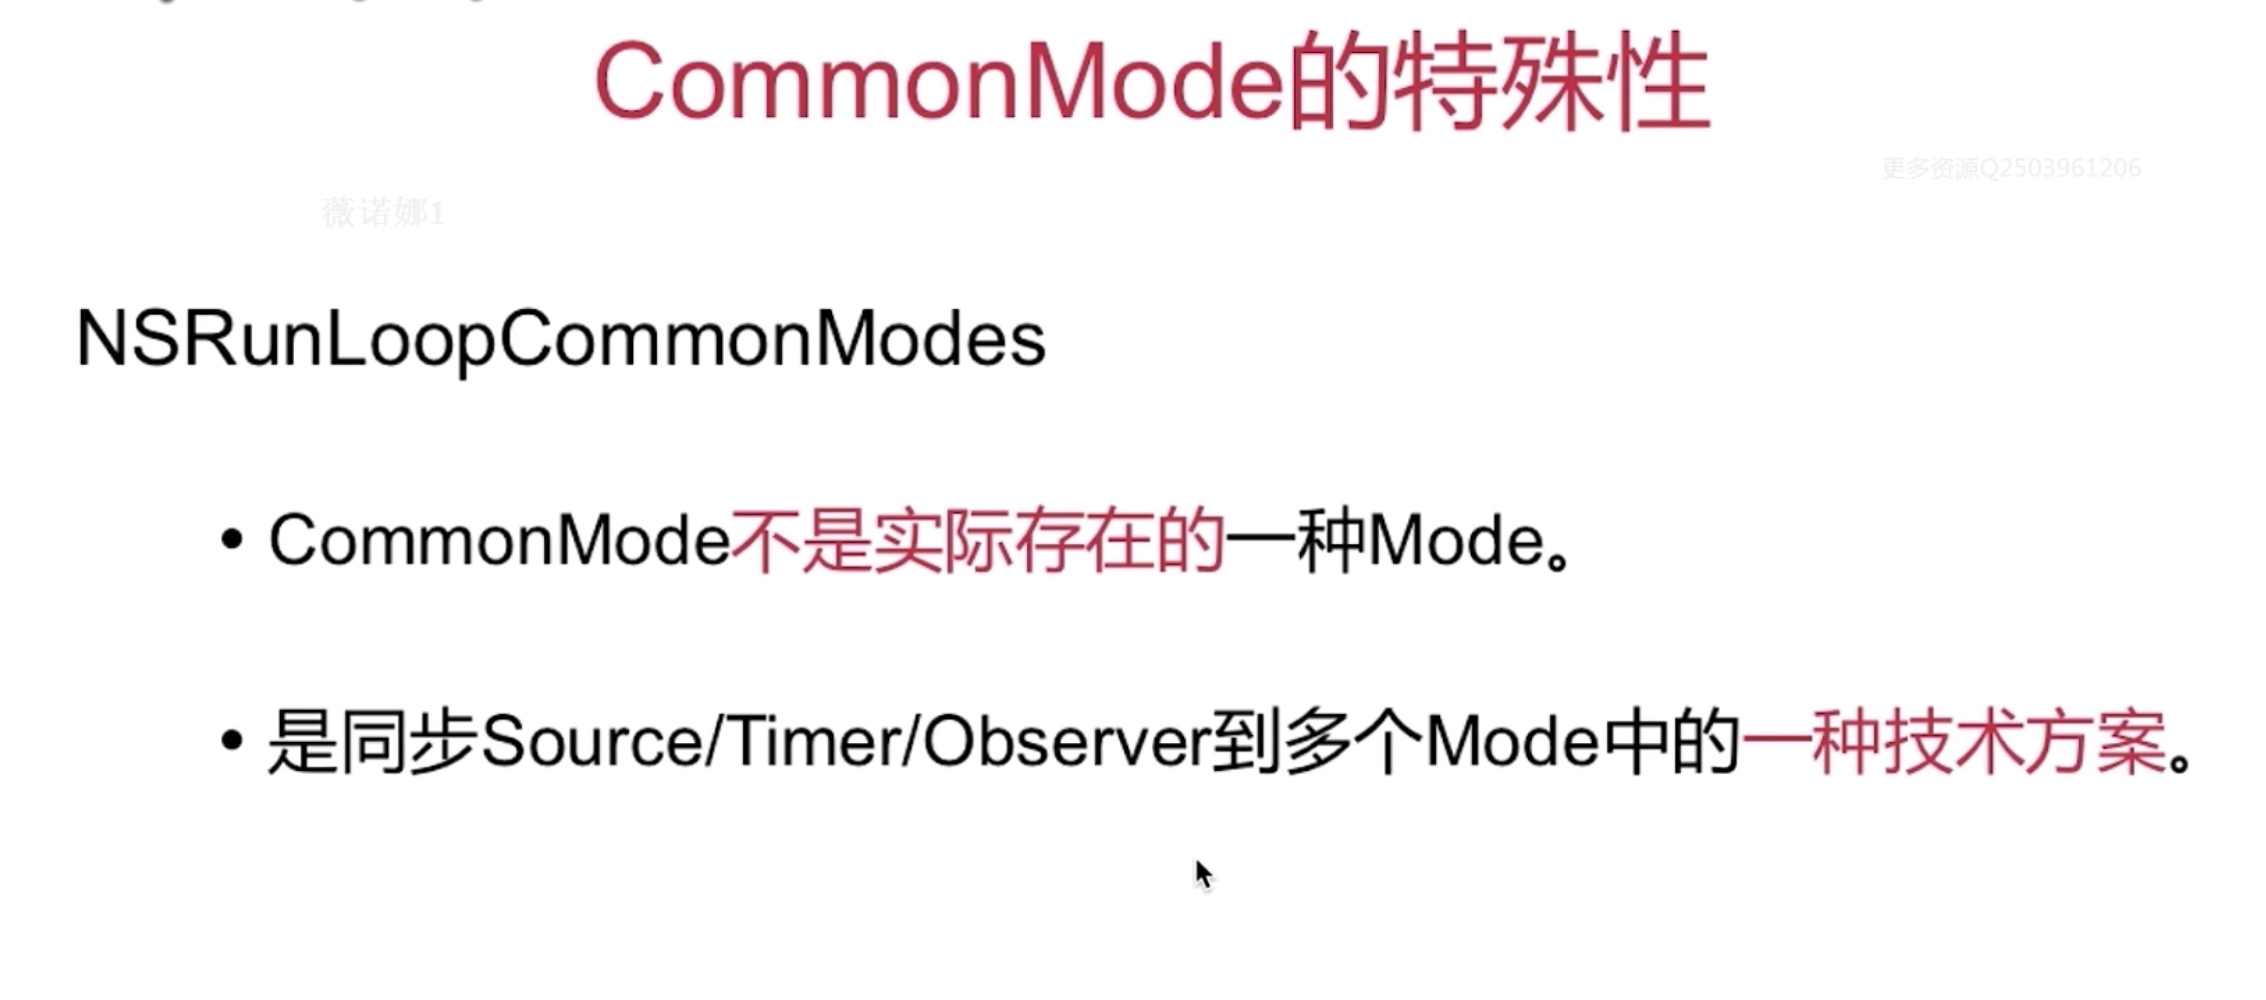 CommonMode的特殊性
更多资源Q2503961206
薇诺娜1
NSRunLoopCommonModes
• CommonMode不是实际存在的一种Mode。
• 是同步Source/Timer/Observer到多个Mode中的一种技术方案。